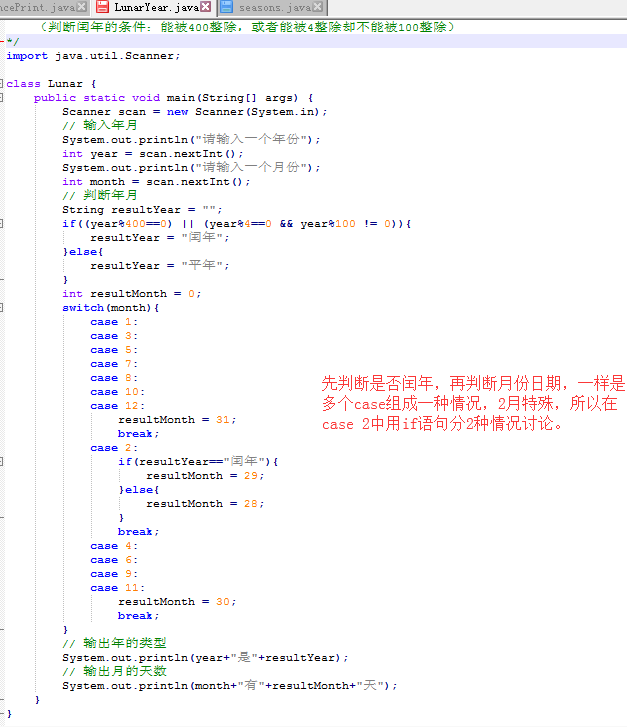 ncePrint.java LunarYear.java seasons.java
(判断闰年的条件：能被400整除，或者能被4整除却不能被100整除）
*/
import java.util.Scanner;
class Lunar {
public static void main(String[] args) {
Scanner scan = new Scanner(System.in);
// 输入年月
System.out.println("请输入一个年份");
int year = scan.nextInt();
System.out.println("请输入一个月份");
int month = scan.nextInt();
// 判断年月
String resultYear = "";
if((year%400==0) || (year%4==0 && year%100 != 0)){
resultYear = "闰年";
}else{
resultYear = "平年";
}
int resultMonth = 0;
switch(month){
case 1:
case 3:
case 5:
case 7:
case 8:
case 10:
case 12:
resultMonth = 31;
break;
case 2:
if(resultYear=="闰年"){
resultMonth = 29;
}else{
resultMonth = 28;
}
break;
case 4:
case 6:
case 9:
case 11:
resultMonth = 30;
break;
}
// 输出年的类型
System.out.println(year+"是"+resultYear);
// 输出月的天数
System.out.println(month+"有"+resultMonth+"天");
}
}
先判断是否闰年，再判断月份日期，一样是
多个case组成一种情况，2月特殊，所以在
case 2中用if语句分2种情况讨论。